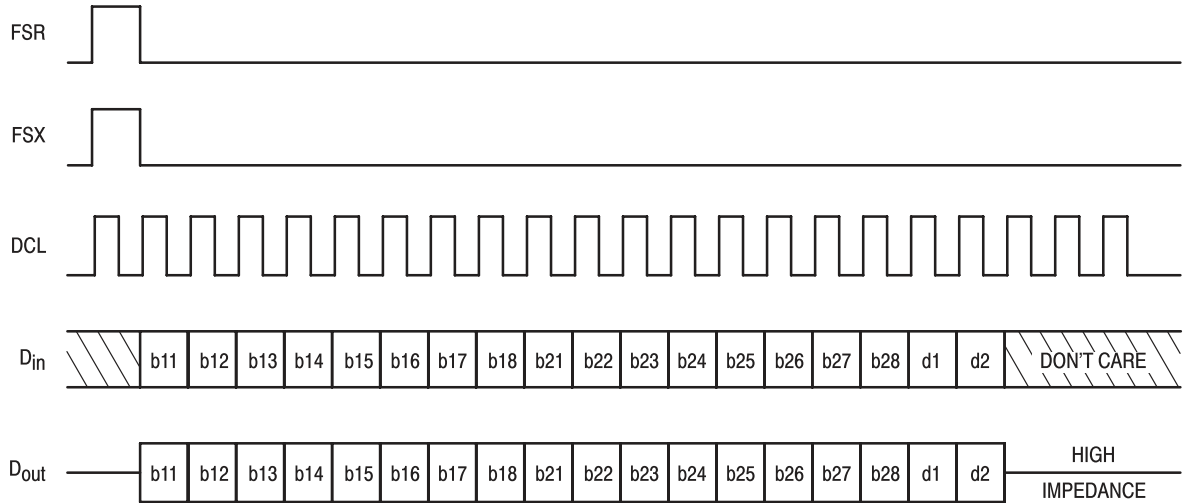 FSR
FSX
DCL
Din b11 b12 b13 b14 b15 b16 b17 b18 b21 b22 b23 b24 b25 b26 b27 b28 d1 d2 DON'T CARE
Dout b11 b12 b13 b14 b15 b16 b17 b18 b21 b22 b23 b24 b25 b26 b27 b28 d1 d2 HIGH
IMPEDANCE